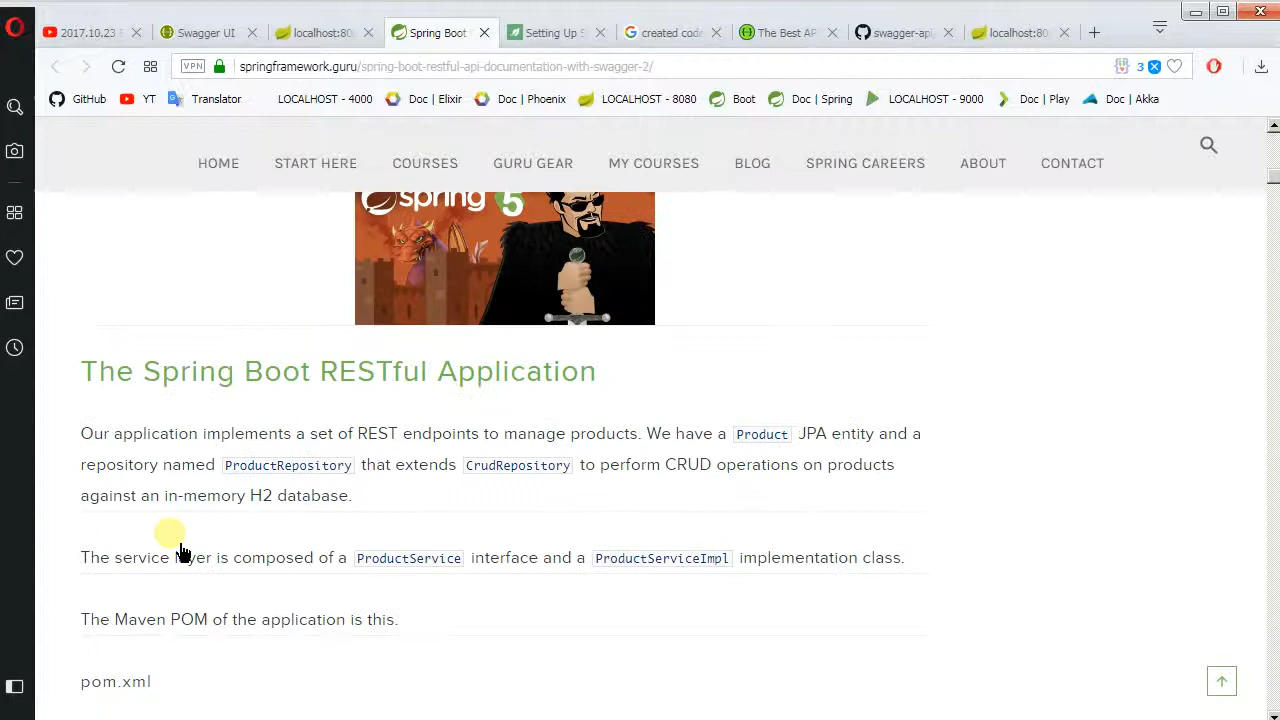 2017.10.23
Swagger UI
localhost:80
Spring Boot
Setting Up S
created coda
The Best AP
swagger-api
localhost:80
VPN
springframework.guru/spring-boot-restful-api-documentation-with-swagger-2/
3
GitHub
YT
Translator
LOCALHOST - 4000
Doc | Elixir
Doc | Phoenix
LOCALHOST - 8080
Boot
Doc | Spring
LOCALHOST - 9000
Doc | Play
Doc | Akka
HOME
START HERE
COURSES
GURU GEAR
MY COURSES
BLOG
SPRING CAREERS
ABOUT
CONTACT
spring 5
The Spring Boot RESTful Application
Our application implements a set of REST endpoints to manage products. We have a Product JPA entity and a
repository named ProductRepository that extends CrudRepository to perform CRUD operations on products
against an in-memory H2 database.
The service layer is composed of a ProductService interface and a ProductServiceImpl implementation class.
The Maven POM of the application is this.
pom.xml